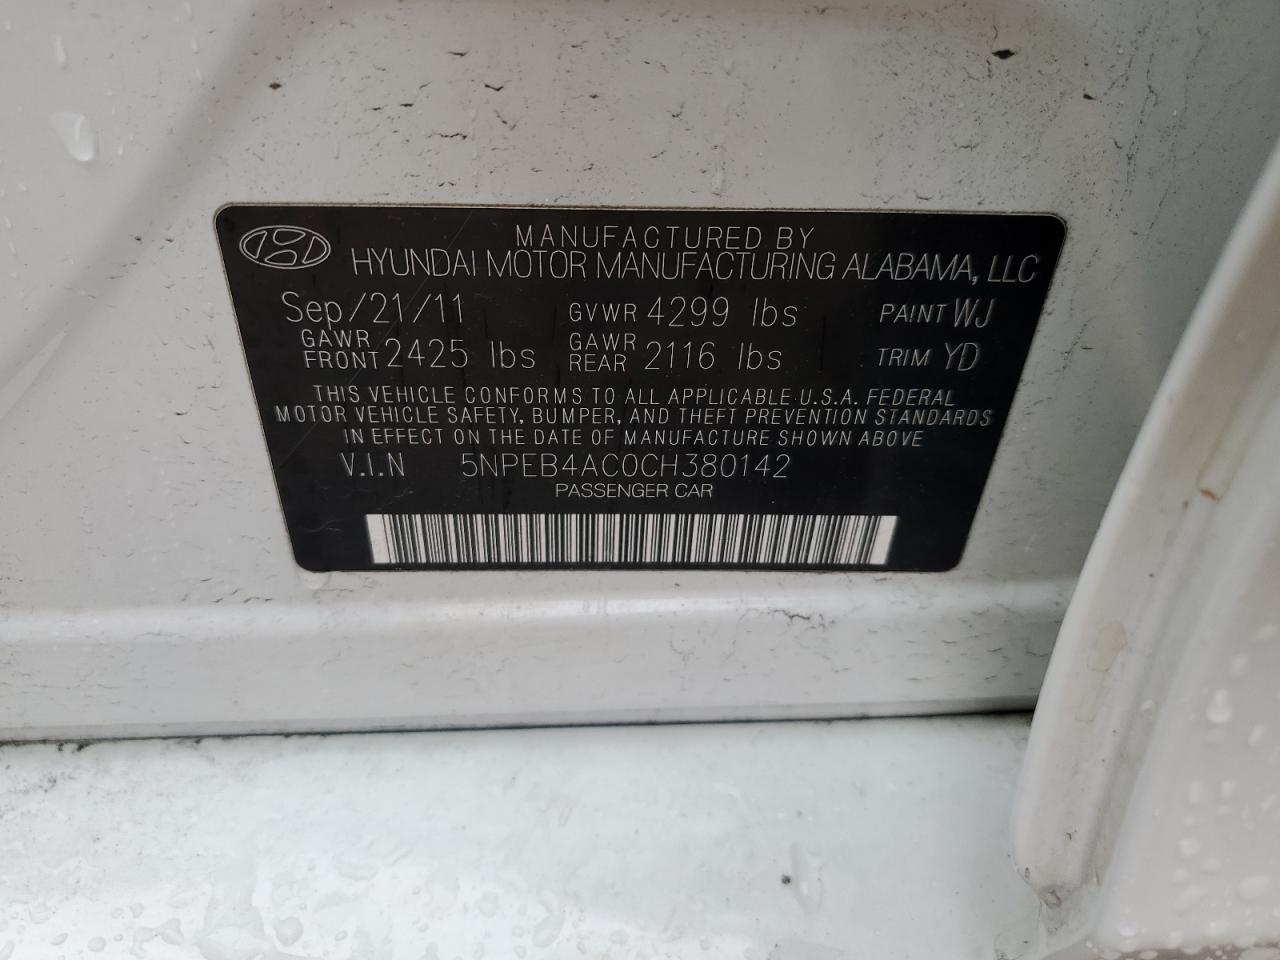 MANUFACTURED BY
HYUNDAI MOTOR MANUFACTURING ALABAMA, LLC
Sep/21/11 GVWR 4299 lbs PAINT WJ
GAWR FRONT 2425 lbs GAWR REAR 2116 lbs TRIM YD
THIS VEHICLE CONFORMS TO ALL APPLICABLE U.S.A. FEDERAL
MOTOR VEHICLE SAFETY, BUMPER, AND THEFT PREVENTION STANDARDS
IN EFFECT ON THE DATE OF MANUFACTURE SHOWN ABOVE
V.I.N 5NPEB4AC0CH380142
PASSENGER CAR